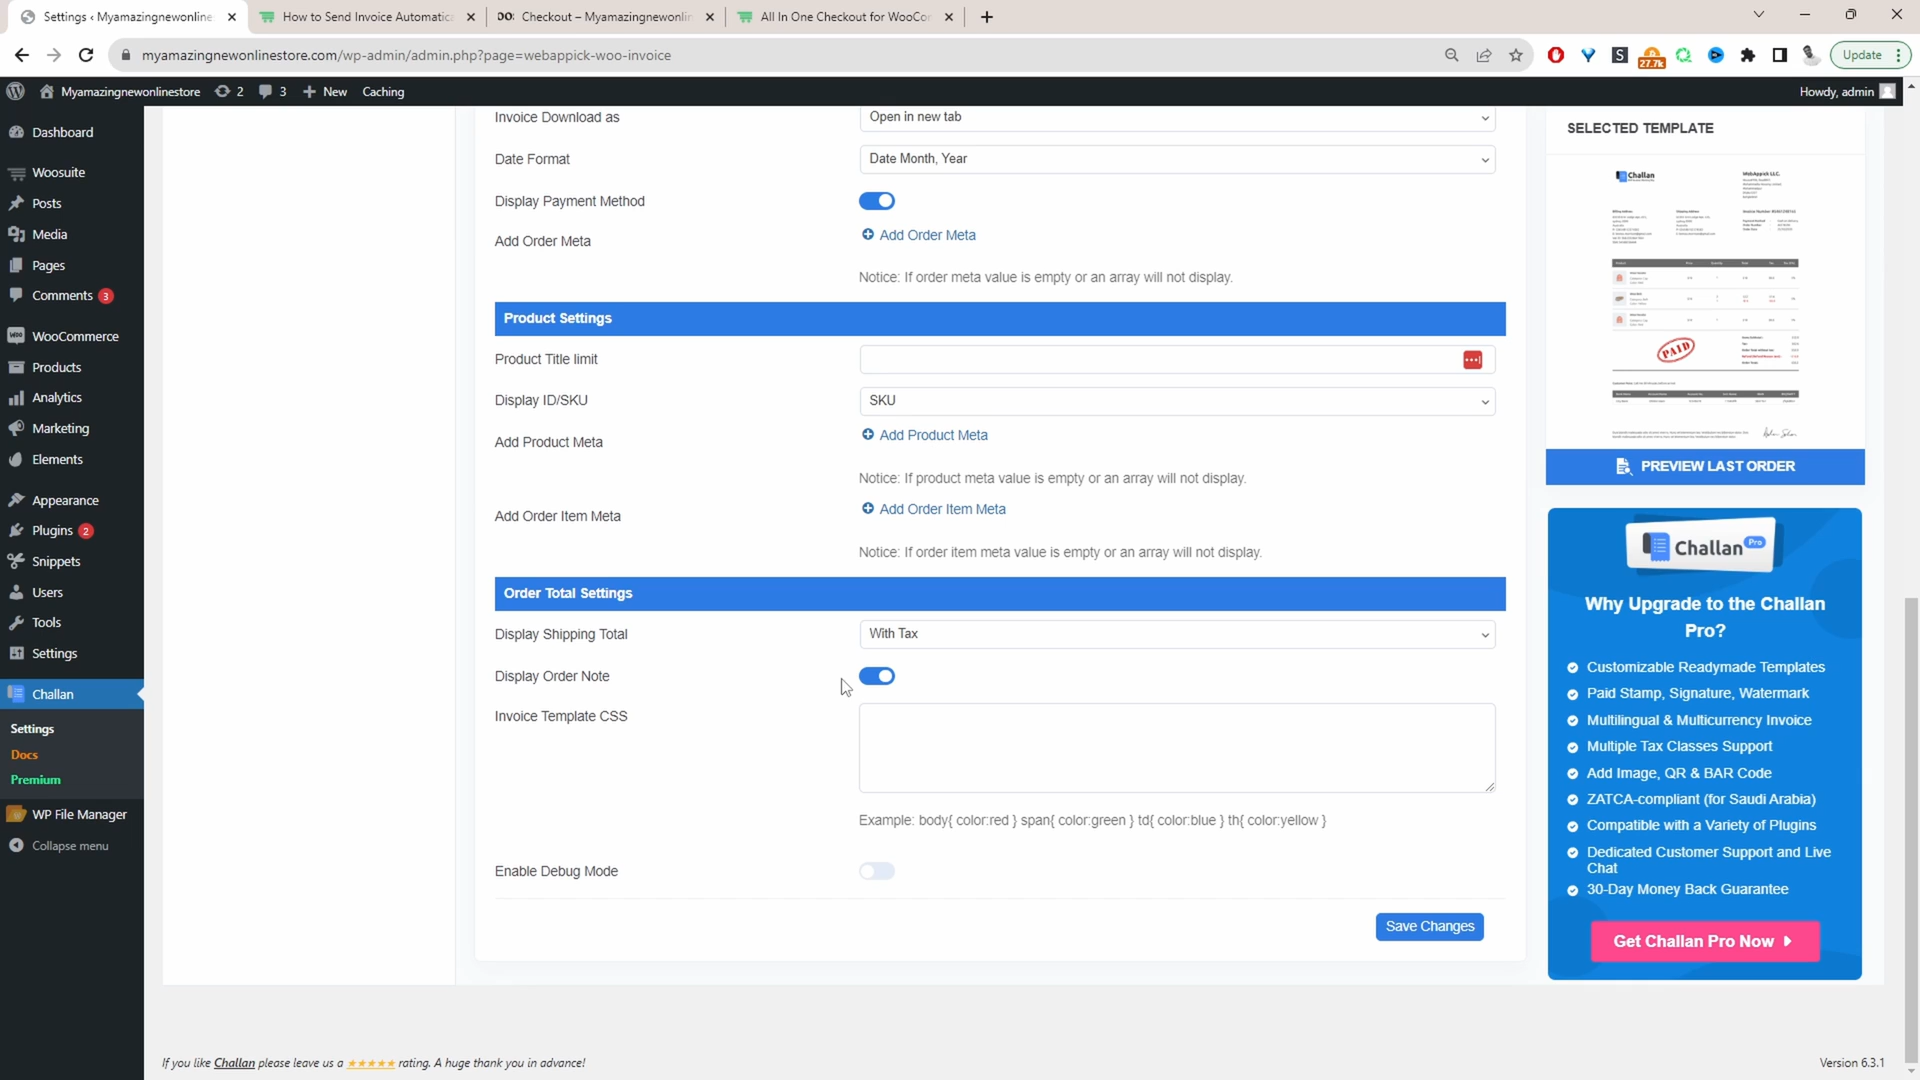 Settings ‹ Myamazingnewonline
How to Send Invoice Automatica
Checkout – Myamazingnewonlin
All In One Checkout for WooCor
myamazingnewonlinestore.com/wp-admin/admin.php?page=webappick-woo-invoice
27.7k
Update
Myamazingnewonlinestore
2
3
New
Caching
Howdy, admin
Dashboard
Woosuite
Posts
Media
Pages
Comments 3
WooCommerce
Products
Analytics
Marketing
Elements
Appearance
Plugins 2
Snippets
Users
Tools
Settings
Challan
Settings
Docs
Premium
WP File Manager
Collapse menu
Invoice Download as
Open in new tab
Date Format
Date Month, Year
Display Payment Method
Add Order Meta
Add Order Meta
Notice: If order meta value is empty or an array will not display.
Product Settings
Product Title limit
Display ID/SKU
SKU
Add Product Meta
Add Product Meta
Notice: If product meta value is empty or an array will not display.
Add Order Item Meta
Add Order Item Meta
Notice: If order item meta value is empty or an array will not display.
Order Total Settings
Display Shipping Total
With Tax
Display Order Note
Invoice Template CSS
Example: body{ color:red } span{ color:green } td{ color:blue } th{ color:yellow }
Enable Debug Mode
Save Changes
SELECTED TEMPLATE
Challan
WebAppick LLC.
PAID
PREVIEW LAST ORDER
Challan Pro
Why Upgrade to the Challan
Pro?
Customizable Readymade Templates
Paid Stamp, Signature, Watermark
Multilingual & Multicurrency Invoice
Multiple Tax Classes Support
Add Image, QR & BAR Code
ZATCA-compliant (for Saudi Arabia)
Compatible with a Variety of Plugins
Dedicated Customer Support and Live
Chat
30-Day Money Back Guarantee
Get Challan Pro Now
If you like Challan please leave us a ★★★★★ rating. A huge thank you in advance!
Version 6.3.1